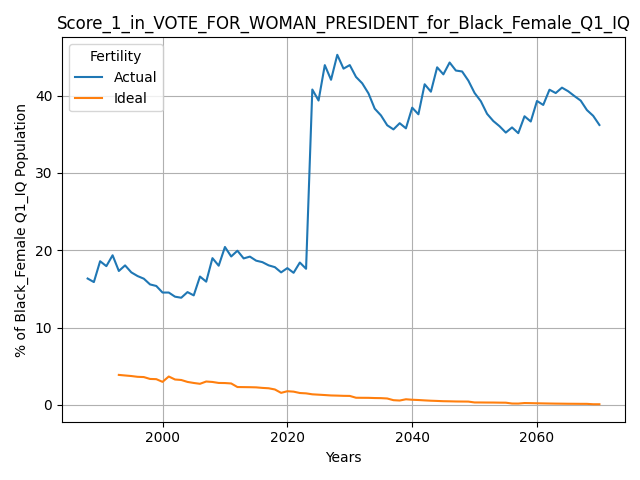 Score_1_in_VOTE_FOR_WOMAN_PRESIDENT_for_Black_Female_Q1_IQ
Fertility
Actual
Ideal
% of Black_Female Q1_IQ Population
40
30
20
10
0
2000
2020
2040
2060
Years